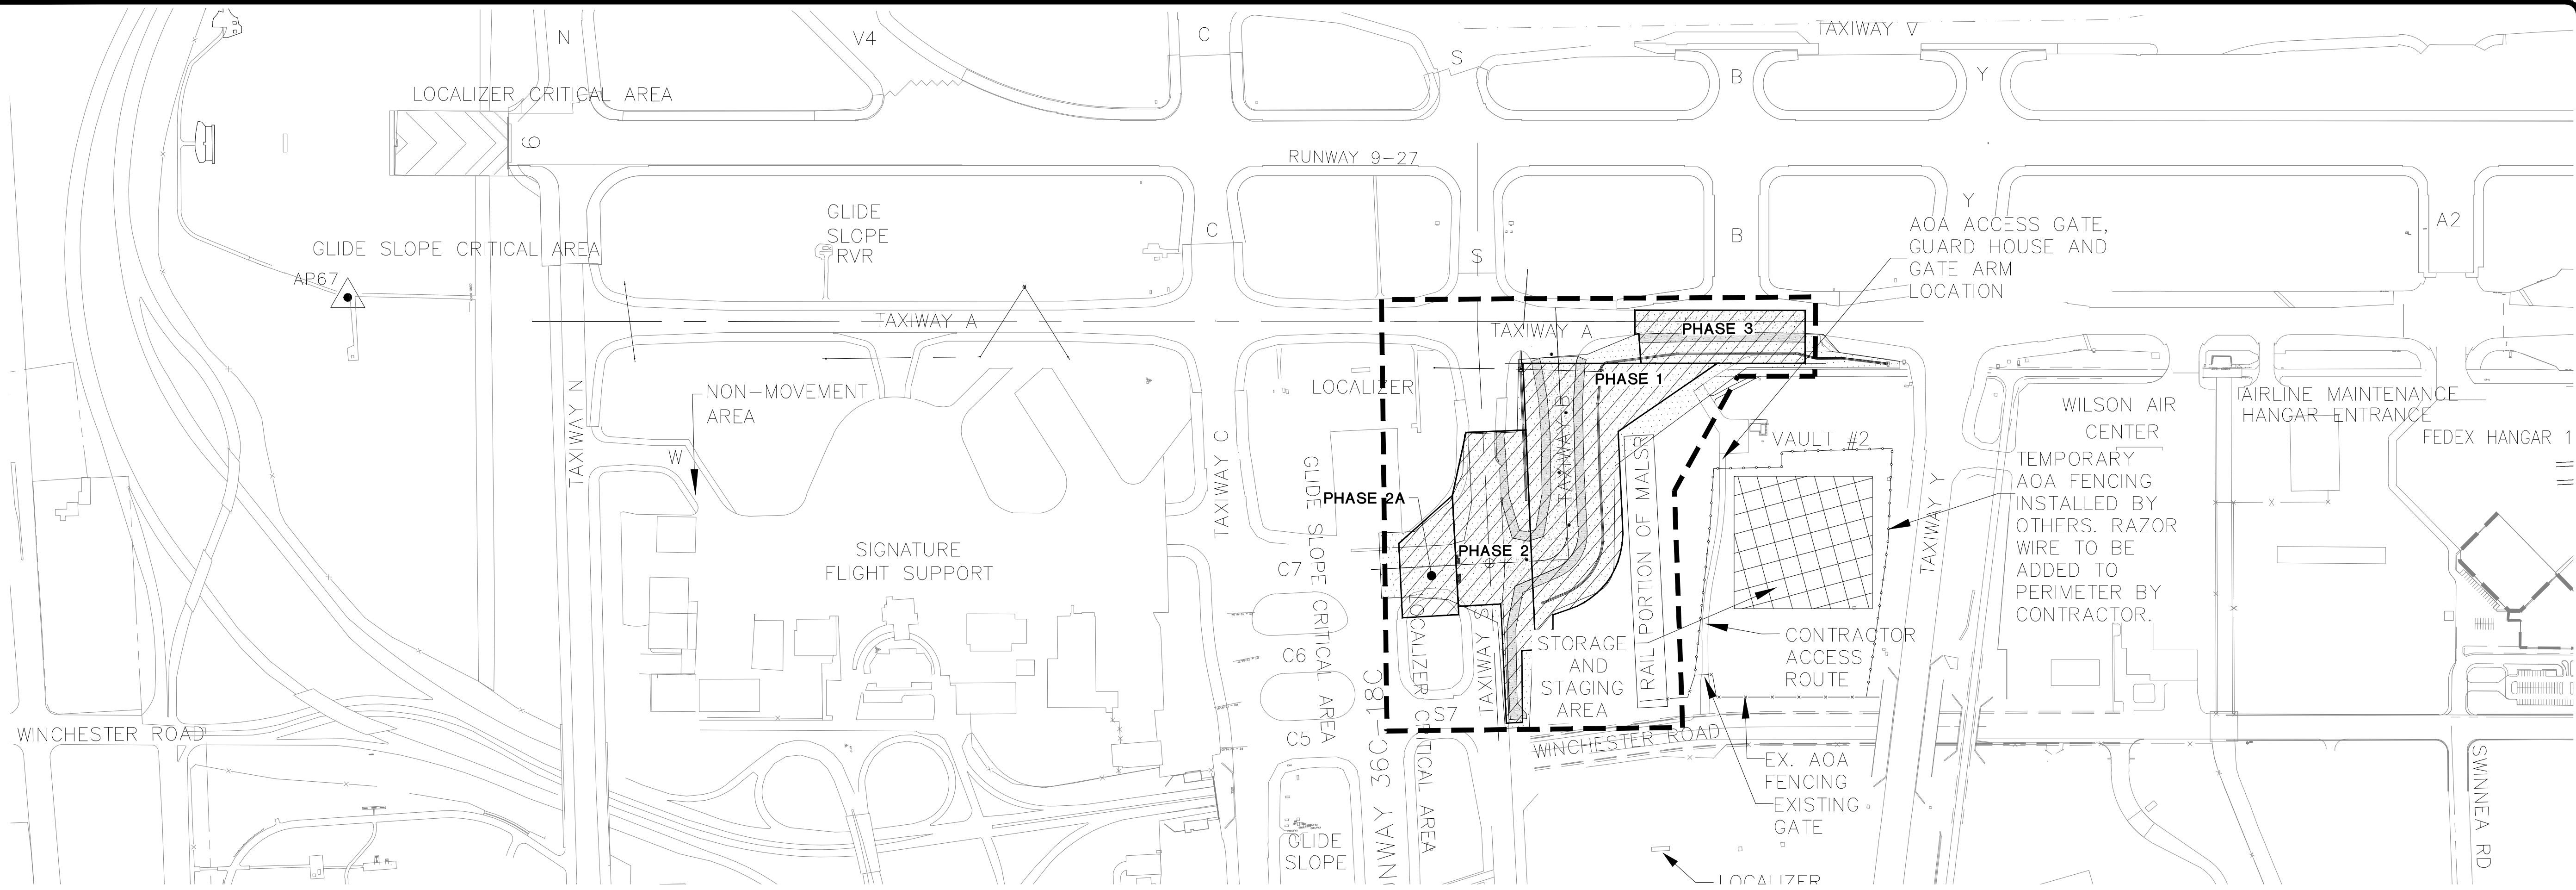 TAXIWAY V
N
V4
C
S
B
Y
LOCALIZER CRITICAL AREA
9
RUNWAY 9-27
GLIDE
SLOPE
RVR
C
S
B
Y
A2
AOA ACCESS GATE,
GUARD HOUSE AND
GATE ARM
LOCATION
GLIDE SLOPE CRITICAL AREA
AP67
TAXIWAY A
TAXIWAY A
PHASE 3
PHASE 1
NON-MOVEMENT
AREA
W
TAXIWAY N
TAXIWAY C
LOCALIZER
TAXIWAY B
RAIL PORTION OF MALSR
VAULT #2
WILSON AIR
CENTER
AIRLINE MAINTENANCE
HANGAR ENTRANCE
FEDEX HANGAR 1
TEMPORARY
AOA FENCING
INSTALLED BY
OTHERS. RAZOR
WIRE TO BE
ADDED TO
PERIMETER BY
CONTRACTOR.
TAXIWAY Y
PHASE 2A
PHASE 2
GLIDE SLOPE CRITICAL AREA
LOCALIZER CRITICAL AREA
SIGNATURE
FLIGHT SUPPORT
C7
C6
C5
S7
TAXIWAY S
STORAGE
AND
STAGING
AREA
CONTRACTOR
ACCESS
ROUTE
WINCHESTER ROAD
WINCHESTER ROAD
EX. AOA
FENCING
EXISTING
GATE
36C-18C
GLIDE
SLOPE
LOCALIZER
SWINNEA RD